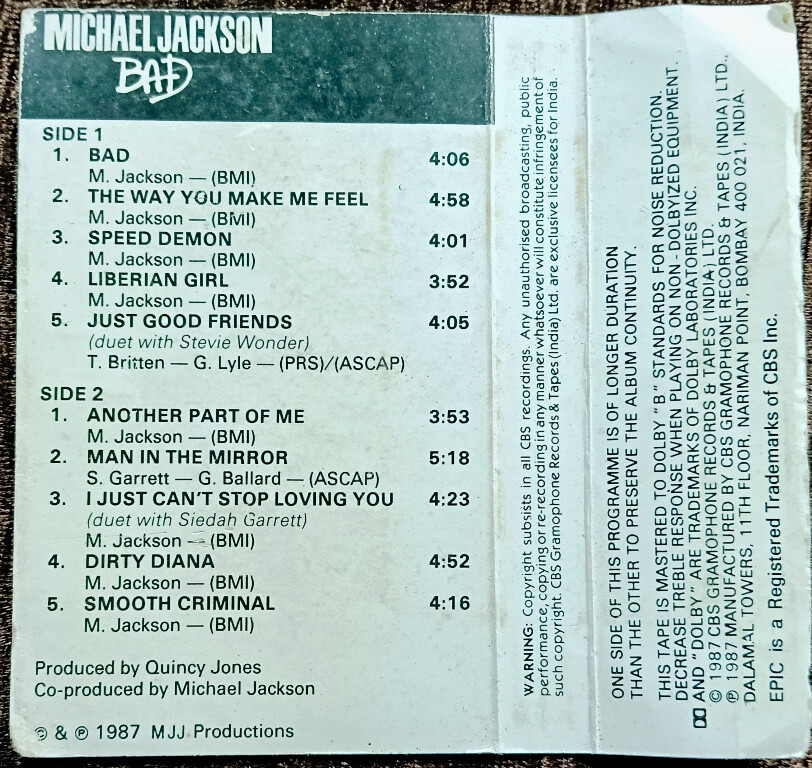 MICHAEL JACKSON
BAD
SIDE 1
1. BAD 4:06
M. Jackson — (BMI)
2. THE WAY YOU MAKE ME FEEL 4:58
M. Jackson — (BMI)
3. SPEED DEMON 4:01
M. Jackson — (BMI)
4. LIBERIAN GIRL 3:52
M. Jackson — (BMI)
5. JUST GOOD FRIENDS 4:05
(duet with Stevie Wonder)
T. Britten — G. Lyle — (PRS)/(ASCAP)
SIDE 2
1. ANOTHER PART OF ME 3:53
M. Jackson — (BMI)
2. MAN IN THE MIRROR 5:18
S. Garrett — G. Ballard — (ASCAP)
3. I JUST CAN'T STOP LOVING YOU 4:23
(duet with Siedah Garrett)
M. Jackson — (BMI)
4. DIRTY DIANA 4:52
M. Jackson — (BMI)
5. SMOOTH CRIMINAL 4:16
M. Jackson — (BMI)
Produced by Quincy Jones
Co-produced by Michael Jackson
© & ℗ 1987 MJJ Productions
WARNING: Copyright subsists in all CBS recordings. Any unauthorised broadcasting, public
performance, copying or re-recording in any manner whatsoever will constitute infringement of
such copyright. CBS Gramophone Records & Tapes (India) Ltd. are exclusive licensees for India.
ONE SIDE OF THIS PROGRAMME IS OF LONGER DURATION
THAN THE OTHER TO PRESERVE THE ALBUM CONTINUITY.
THIS TAPE IS MASTERED TO DOLBY "B" STANDARDS FOR NOISE REDUCTION.
DECREASE TREBLE RESPONSE WHEN PLAYING ON NON-DOLBYIZED EQUIPMENT.
AND "DOLBY" ARE TRADEMARKS OF DOLBY LABORATORIES INC.
© 1987 CBS GRAMOPHONE RECORDS & TAPES (INDIA) LTD.
℗ 1987 MANUFACTURED BY CBS GRAMOPHONE RECORDS & TAPES (INDIA) LTD.,
DALAMAL TOWERS, 11TH FLOOR, NARIMAN POINT, BOMBAY 400 021, INDIA.
EPIC is a Registered Trademarks of CBS Inc.